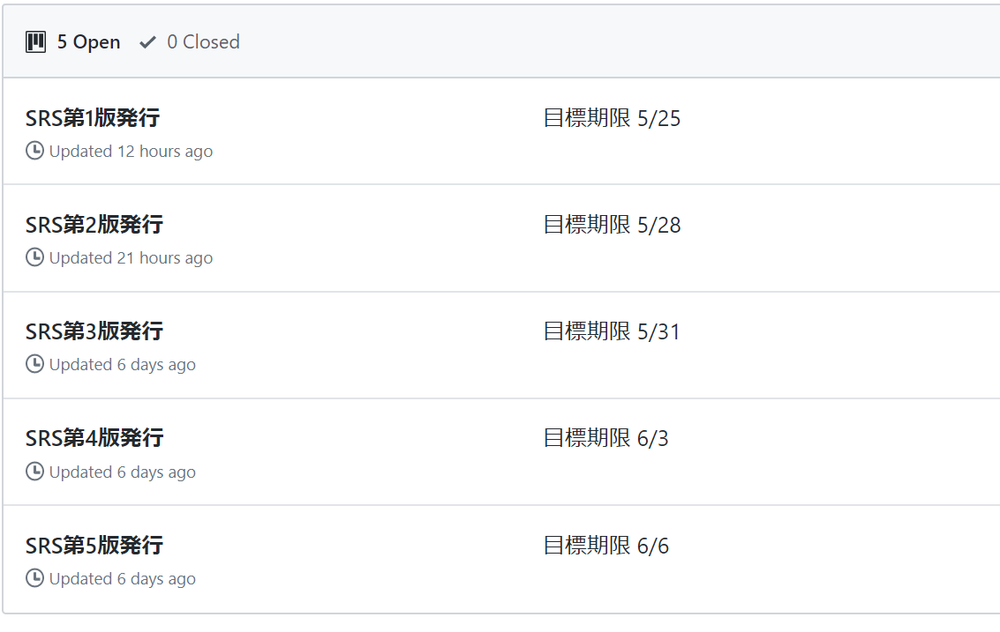 5 Open 0 Closed
SRS第1版発行 目標期限 5/25
Updated 12 hours ago
SRS第2版発行 目標期限 5/28
Updated 21 hours ago
SRS第3版発行 目標期限 5/31
Updated 6 days ago
SRS第4版発行 目標期限 6/3
Updated 6 days ago
SRS第5版発行 目標期限 6/6
Updated 6 days ago